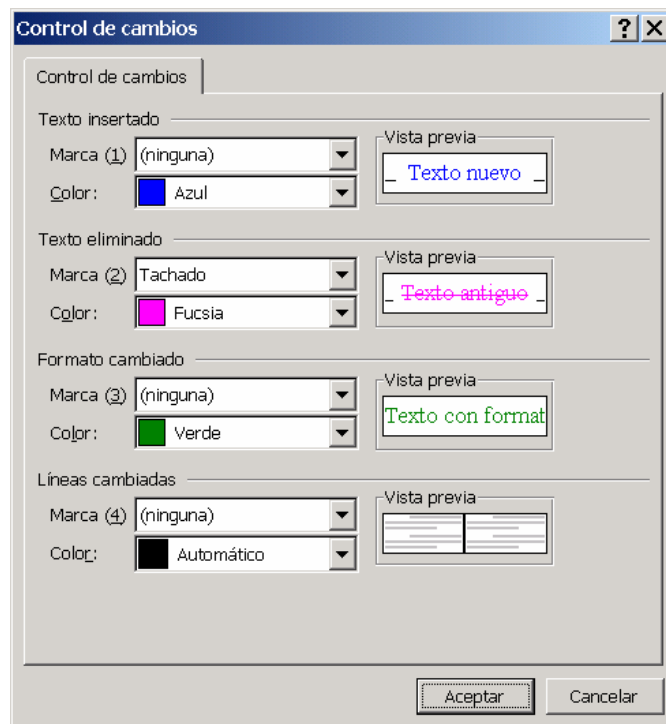 Control de cambios
Control de cambios
Texto insertado
Marca (1) (ninguna)
Color: Azul
Vista previa
_ Texto nuevo _
Texto eliminado
Marca (2) Tachado
Color: Fucsia
Vista previa
_ Texto antiguo _
Formato cambiado
Marca (3) (ninguna)
Color: Verde
Vista previa
Texto con format
Líneas cambiadas
Marca (4) (ninguna)
Color: Automático
Vista previa
Aceptar Cancelar